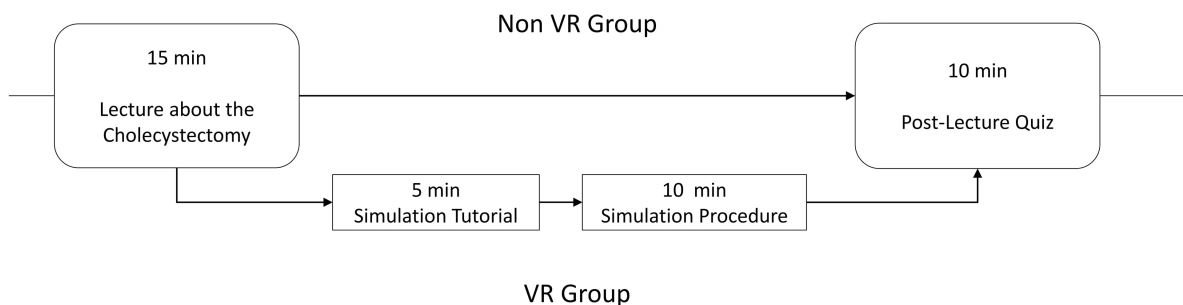 Non VR Group
15 min
Lecture about the
Cholecystectomy
10 min
Post-Lecture Quiz
5 min
Simulation Tutorial
10 min
Simulation Procedure
VR Group